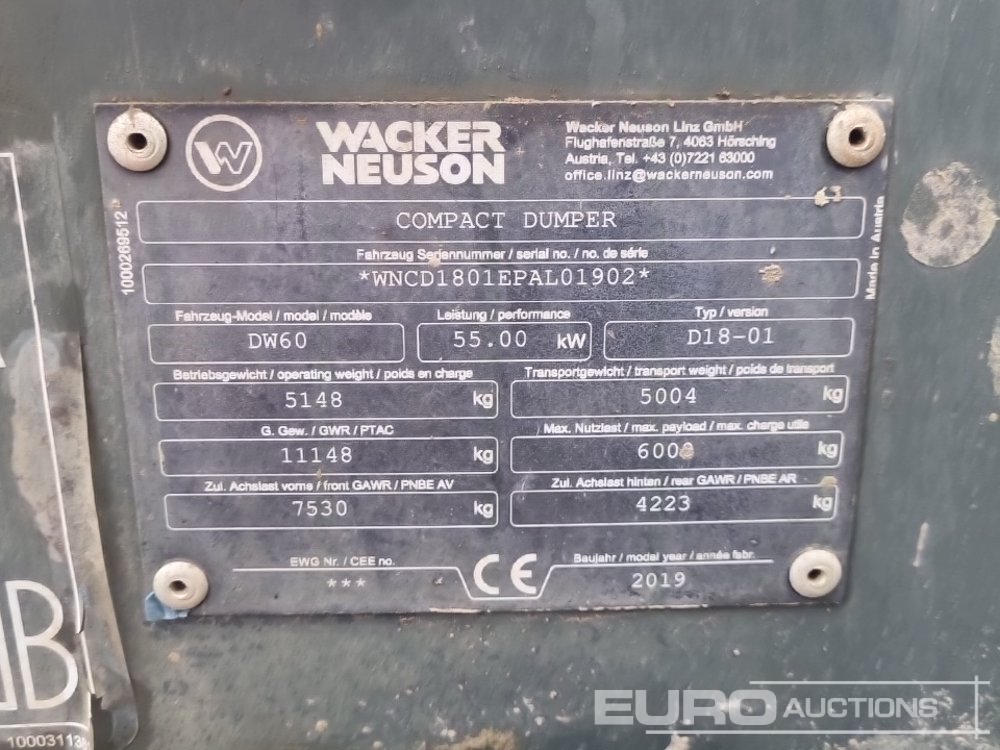 WACKER
NEUSON
Wacker Neuson Linz GmbH
Flughafenstraße 7, 4063 Hörsching
Austria, Tel. +43 (0)7221 63000
office.linz@wackerneuson.com
COMPACT DUMPER
1000269512
Made in Austria
Fahrzeug Seriennummer / serial no. / no. de série
*WNCD1801EPAL01902*
Fahrzeug-Model / model / modèle Leistung / performance Typ / version
DW60 55.00 kW D18-01
Betriebsgewicht / operating weight / poids en charge Transportgewicht / transport weight / poids de transport
5148 kg 5004 kg
G. Gew. / GWR / PTAC Max. Nutzlast / max. payload / max. charge utile
11148 kg 6000 kg
Zul. Achslast vorne / front GAWR / PNBE AV Zul. Achslast hinten / rear GAWR / PNBE AR
7530 kg 4223 kg
EWG Nr. / CEE no. CE Baujahr / model year / année fabr.
*** 2019
B
EURO AUCTIONS